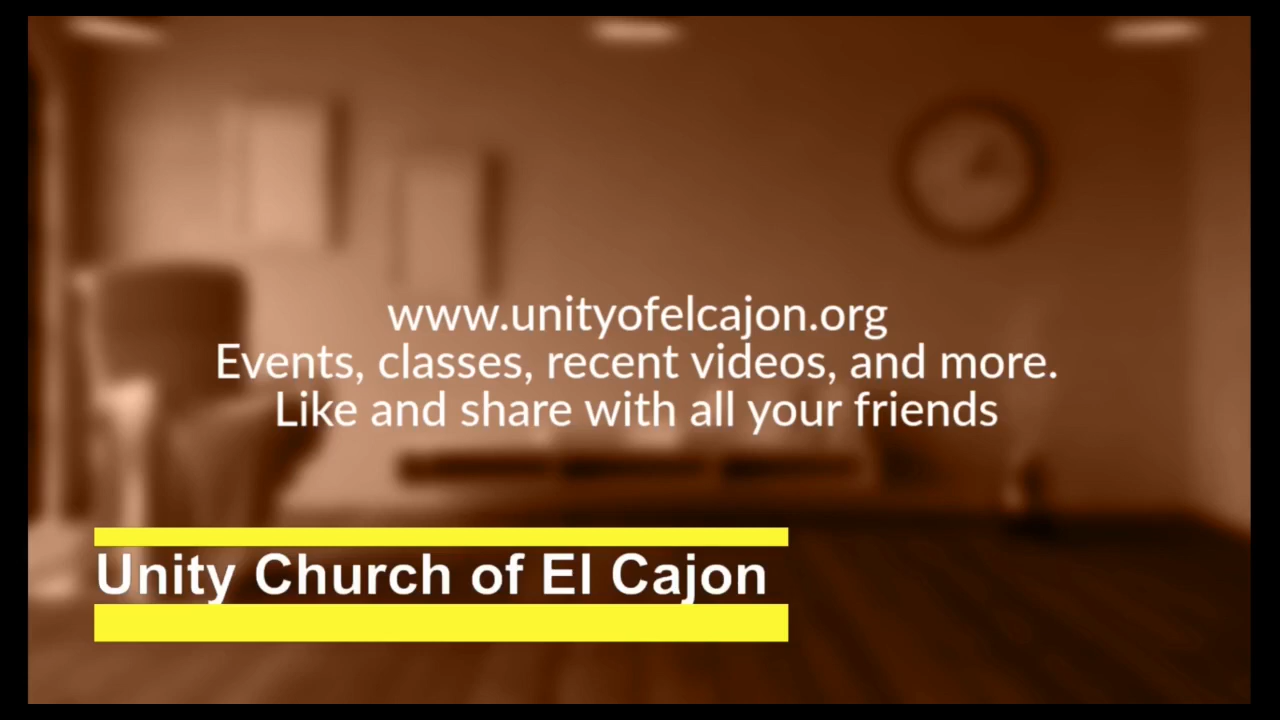 www.unityofelcajon.org
Events, classes, recent videos, and more.
Like and share with all your friends
Unity Church of El Cajon